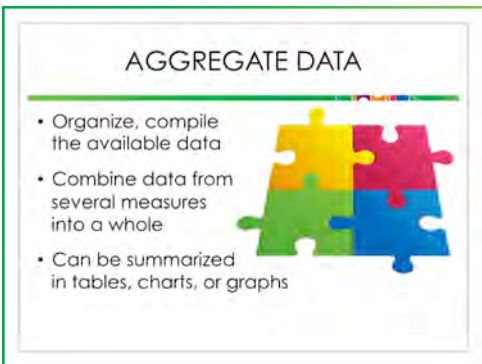 AGGREGATE DATA
• Organize, compile
the available data
• Combine data from
several measures
into a whole
• Can be summarized
in tables, charts, or graphs